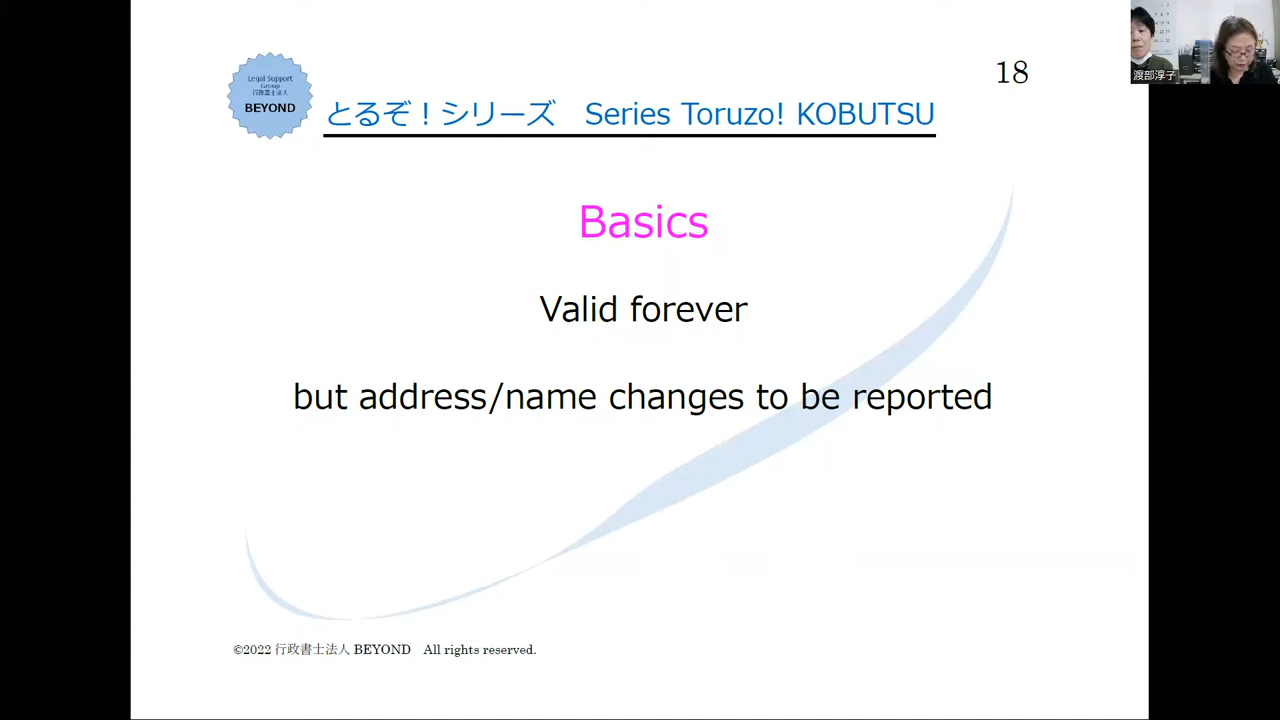 Legal Support
Group
行政書士法人
BEYOND
18
とるぞ！シリーズ Series Toruzo! KOBUTSU
Basics
Valid forever
but address/name changes to be reported
©2022 行政書士法人 BEYOND All rights reserved.
渡部淳子